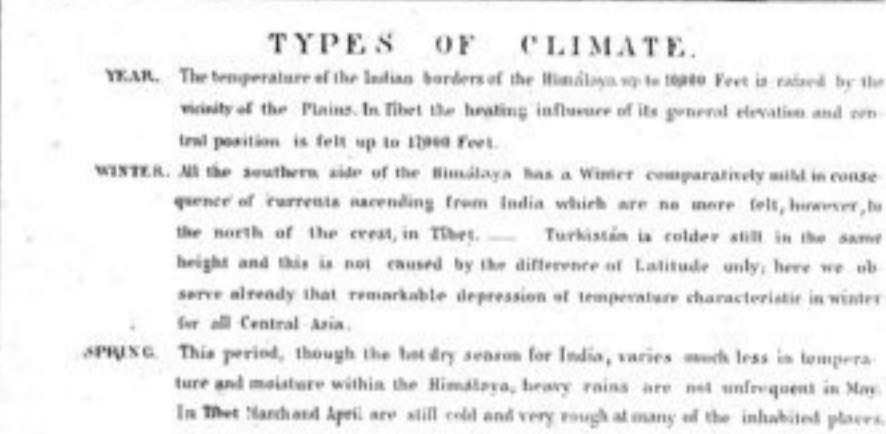 TYPES OF CLIMATE.
YEAR. The temperature of the Indian borders of the Himálaya up to 10,000 Feet is raised by the
vicinity of the Plains. In Tíbet the heating influence of its general elevation and cen-
tral position is felt up to 17,000 Feet.
WINTER. All the southern side of the Himálaya has a Winter comparatively mild in conse-
quence of currents ascending from India which are no more felt, however, to
the north of the crest, in Tíbet. — Turkistán is colder still in the same
height and this is not caused by the difference of Latitude only; here we ob-
serve already that remarkable depression of temperature characteristic in winter
for all Central Asia.
SPRING. This period, though the hot dry season for India, varies much less in tempera-
ture and moisture within the Himálaya, heavy rains are not unfrequent in May.
In Tíbet March and April are still cold and very rough at many of the inhabited places.